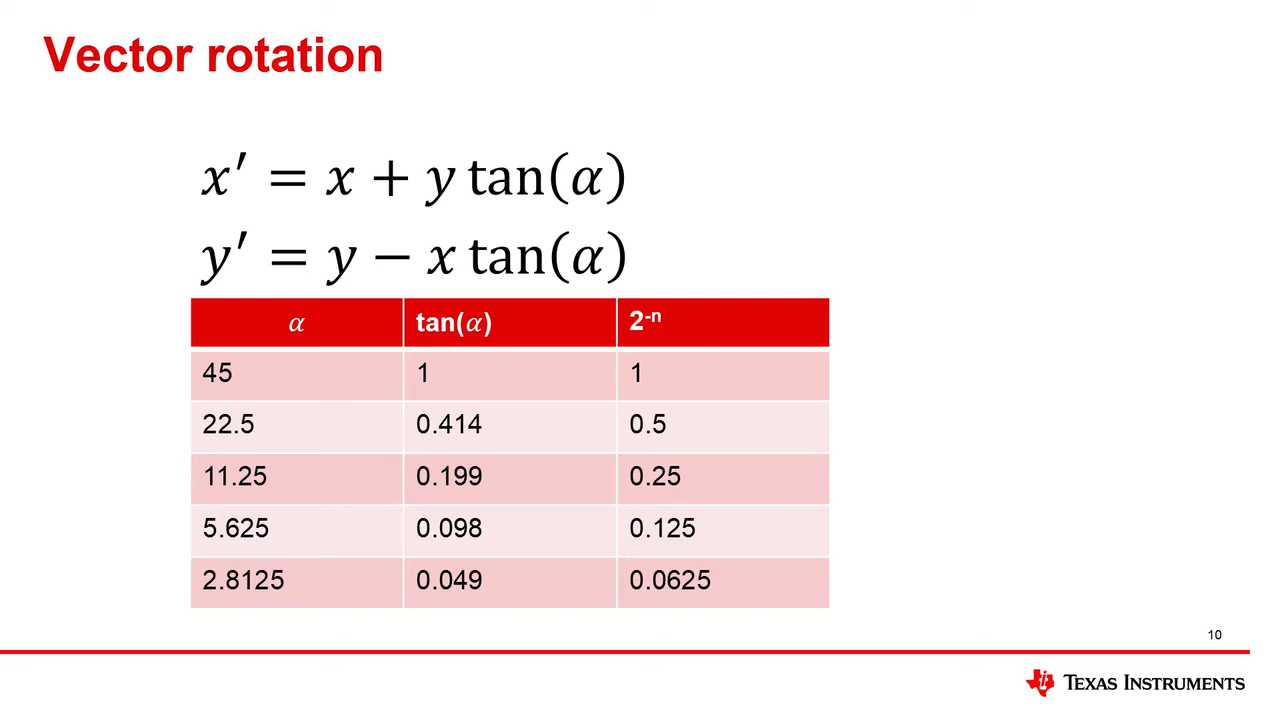 Vector rotation
x′ = x + y tan(α)
y′ = y − x tan(α)
α tan(α) 2-n
45 1 1
22.5 0.414 0.5
11.25 0.199 0.25
5.625 0.098 0.125
2.8125 0.049 0.0625
10
TEXAS INSTRUMENTS